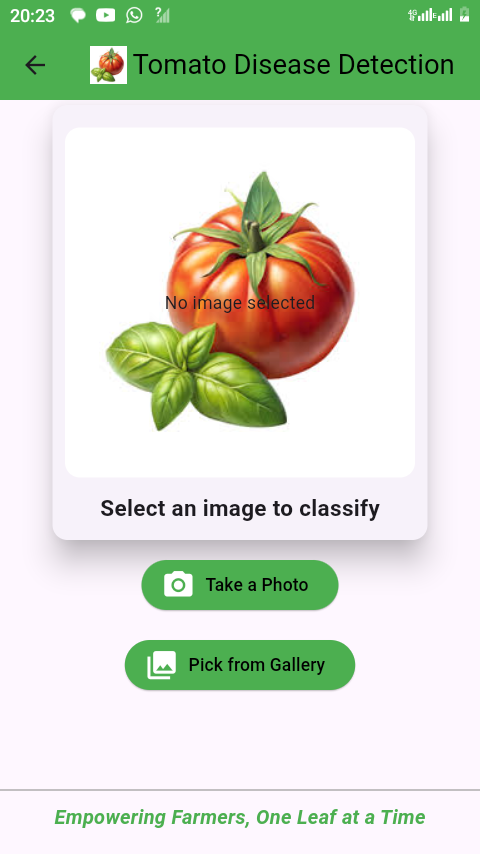 20:23
Tomato Disease Detection
No image selected
Select an image to classify
Take a Photo
Pick from Gallery
Empowering Farmers, One Leaf at a Time